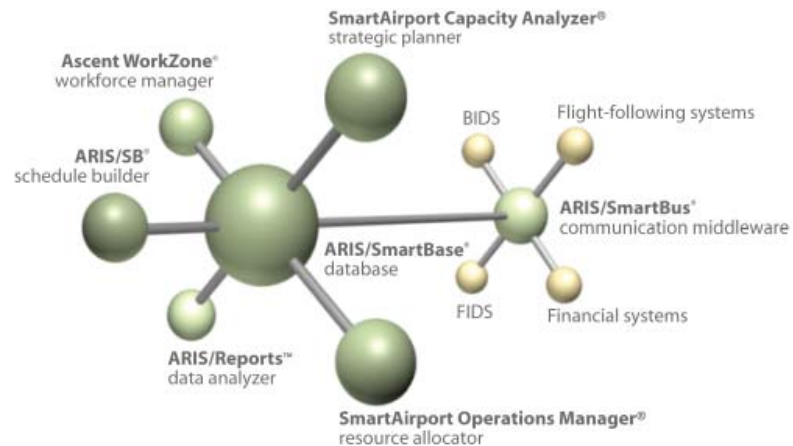 SmartAirport Capacity Analyzer®
strategic planner
Ascent WorkZone®
workforce manager
BIDS
Flight-following systems
ARIS/SB®
schedule builder
ARIS/SmartBus®
communication middleware
ARIS/SmartBase®
database
FIDS
Financial systems
ARIS/Reports™
data analyzer
SmartAirport Operations Manager®
resource allocator